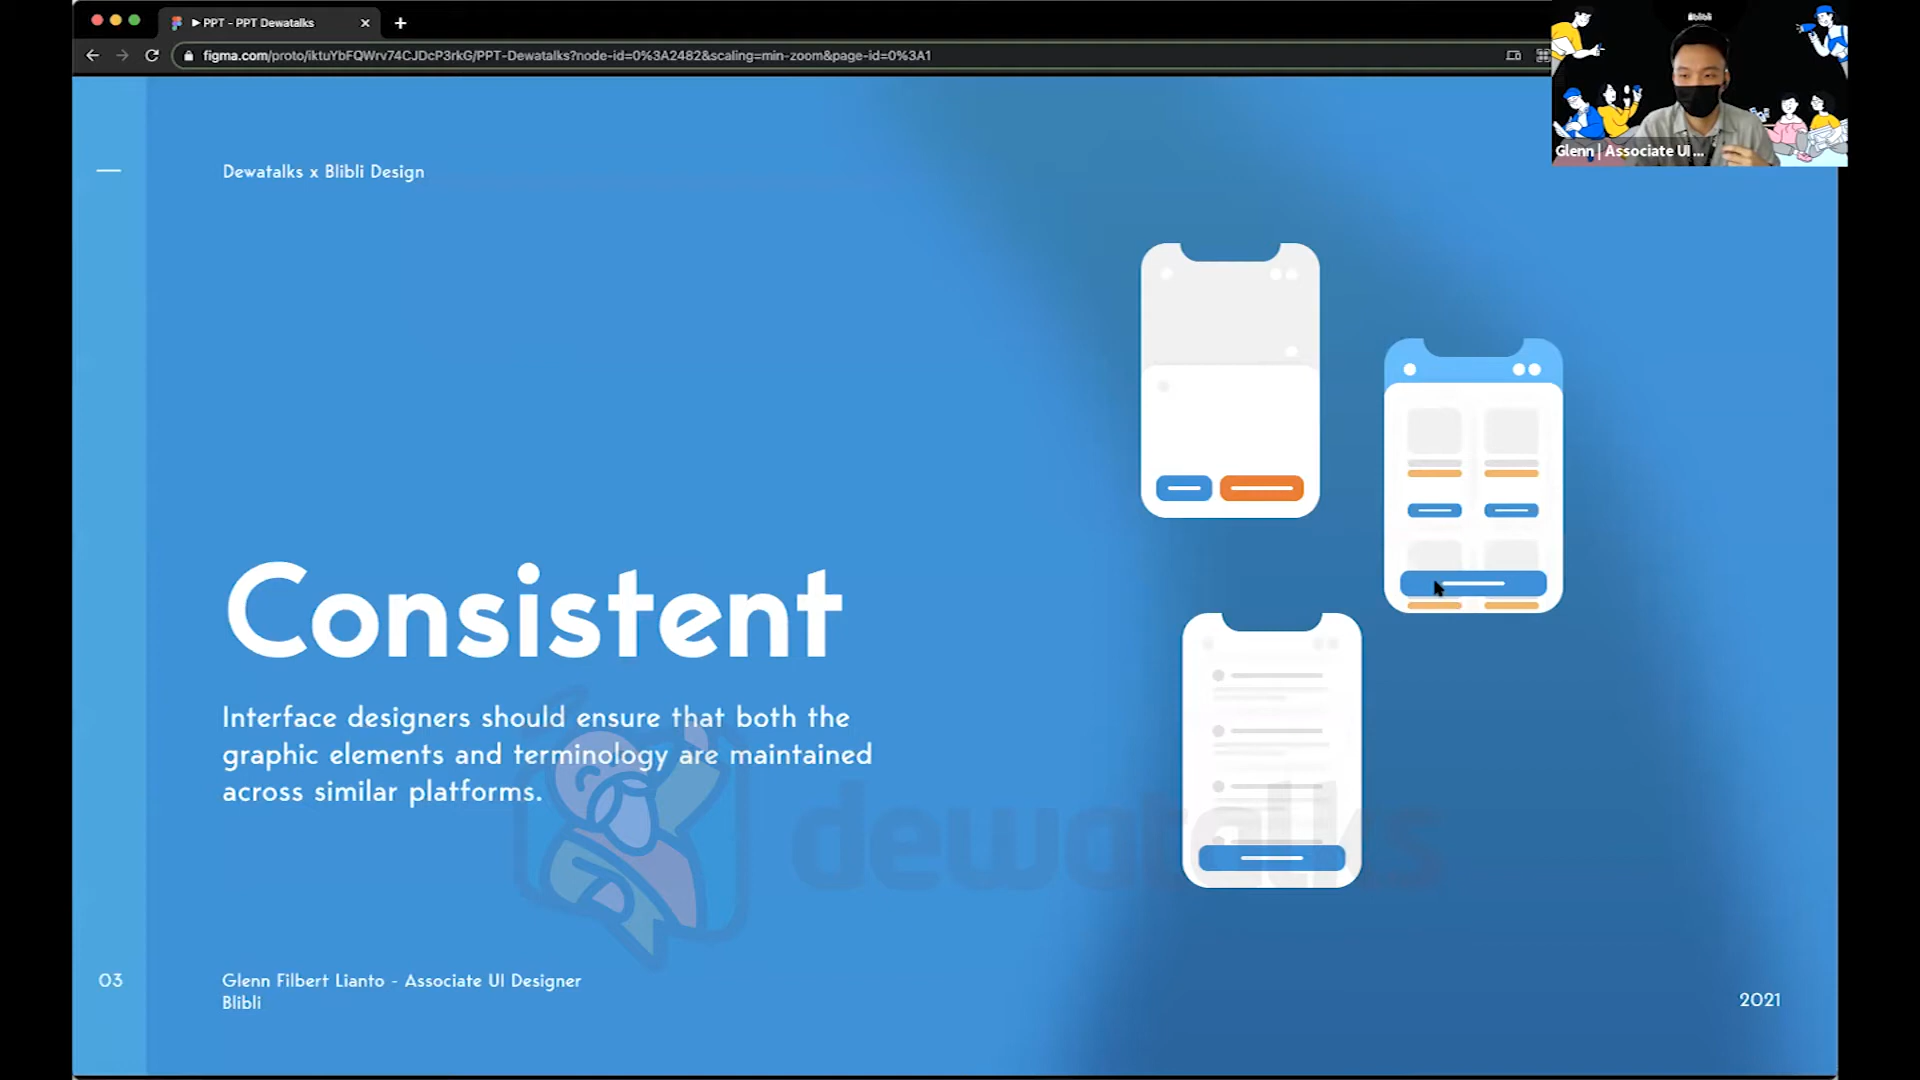 PPT - PPT Dewatalks
figma.com/proto/iktuYbFQWrv74CJDcP3rkG/PPT-Dewatalks?node-id=0%3A2482&scaling=min-zoom&page-id=0%3A1
Blibli
Glenn | Associate UI ...
Dewatalks x Blibli Design
Consistent
Interface designers should ensure that both the
graphic elements and terminology are maintained
across similar platforms.
dewatalks
03
Glenn Filbert Lianto - Associate UI Designer
Blibli
2021